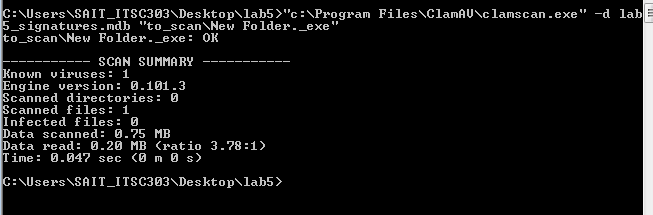 C:\Users\SAIT_ITSC303\Desktop\lab5>"c:\Program Files\ClamAV\clamscan.exe" -d lab
5_signatures.mdb "to_scan\New Folder._exe"
to_scan\New Folder._exe: OK
----------- SCAN SUMMARY -----------
Known viruses: 1
Engine version: 0.101.3
Scanned directories: 0
Scanned files: 1
Infected files: 0
Data scanned: 0.75 MB
Data read: 0.20 MB (ratio 3.78:1)
Time: 0.047 sec (0 m 0 s)
C:\Users\SAIT_ITSC303\Desktop\lab5>